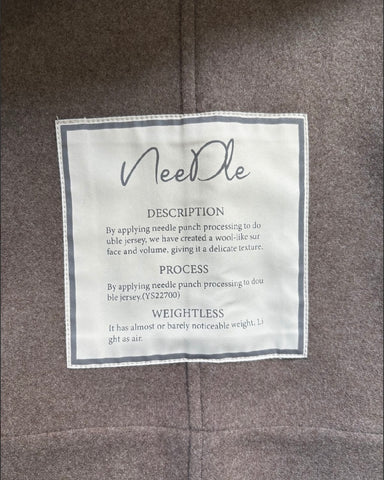 NeeDle
DESCRIPTION
By applying needle punch processing to do
uble jersey, we have created a wool-like sur
face and volume, giving it a delicate texture.
PROCESS
By applying needle punch processing to dou
ble jersey.(YS22700)
WEIGHTLESS
It has almost or barely noticeable weight. Li
ght as air.